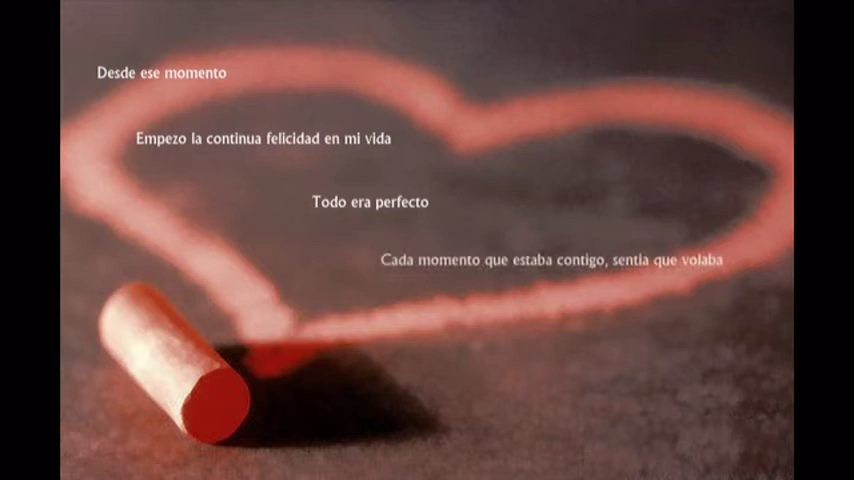 Desde ese momento
Empezo la continua felicidad en mi vida
Todo era perfecto
Cada momento que estaba contigo, sentia que volaba